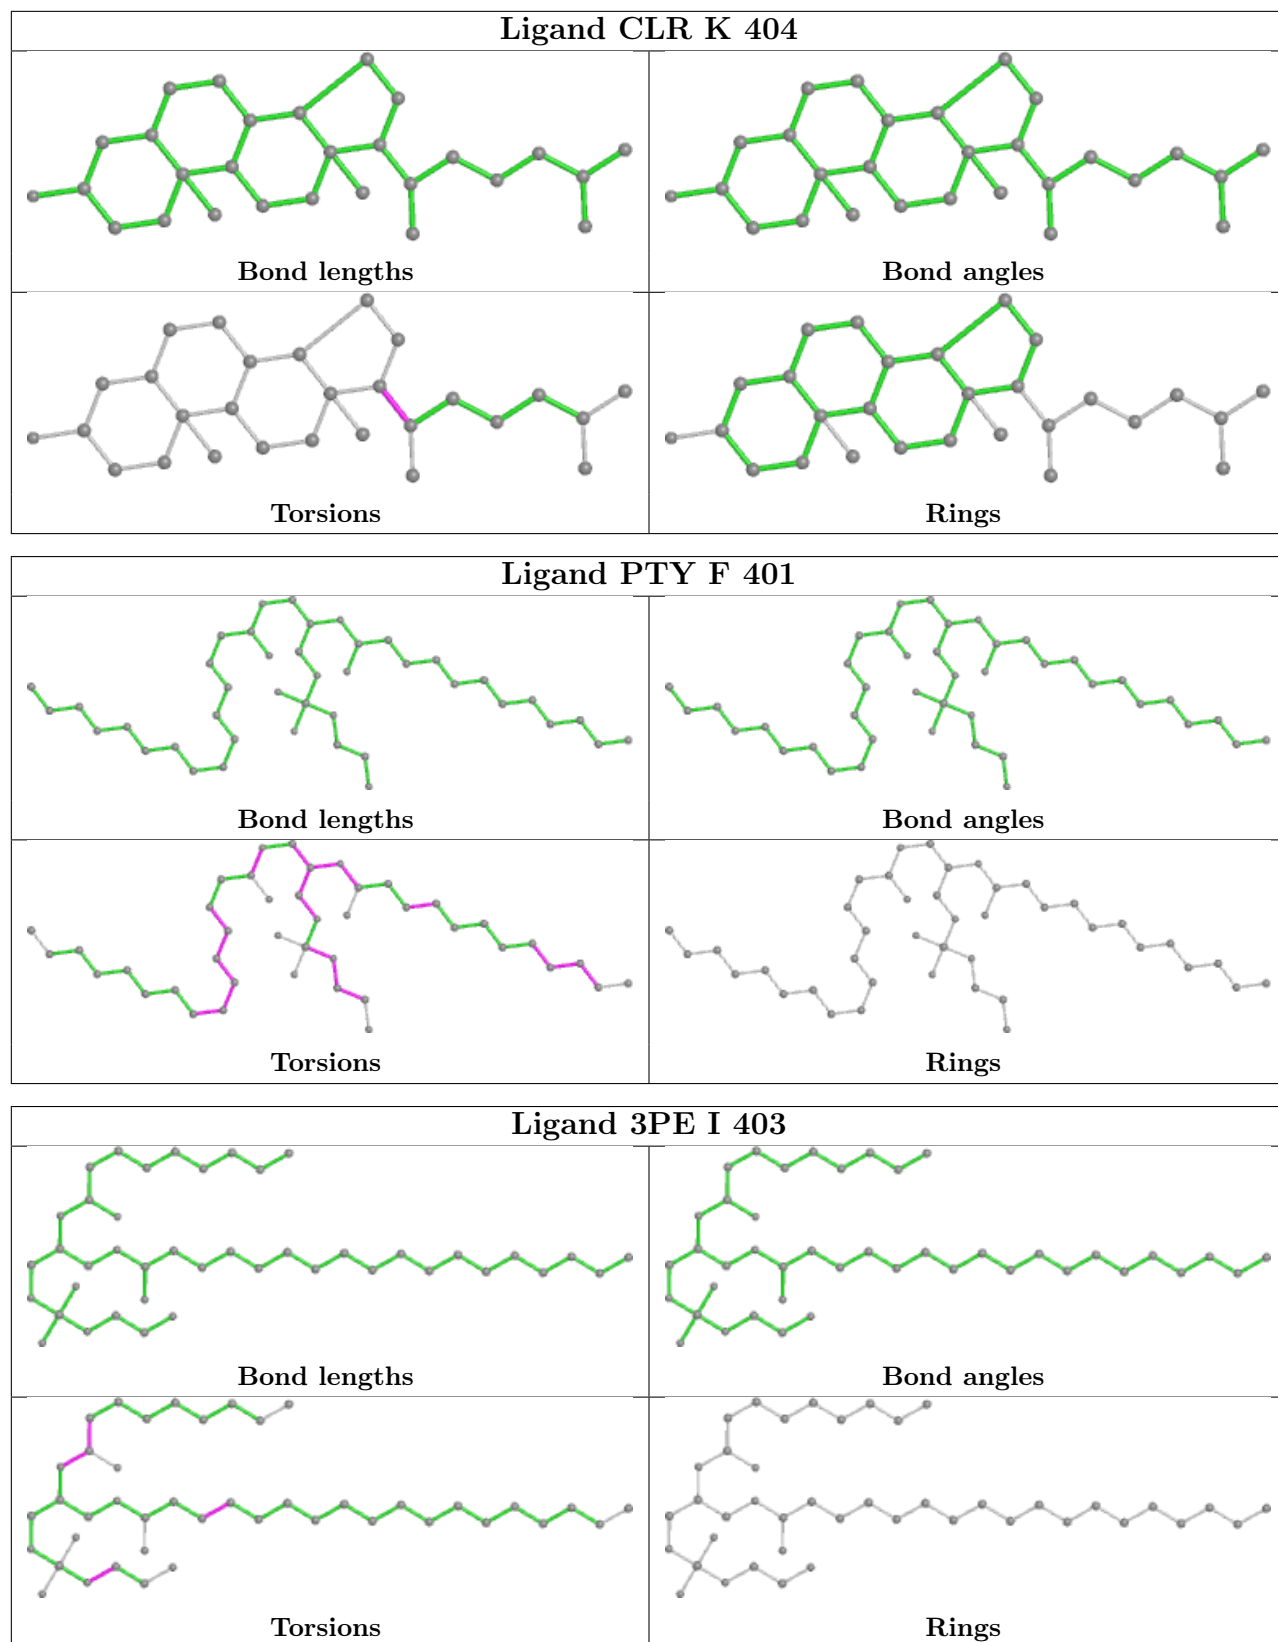 Ligand CLR K 404
Bond lengths
Bond angles
Torsions
Rings
Ligand PTY F 401
Bond lengths
Bond angles
Torsions
Rings
Ligand 3PE I 403
Bond lengths
Bond angles
Torsions
Rings